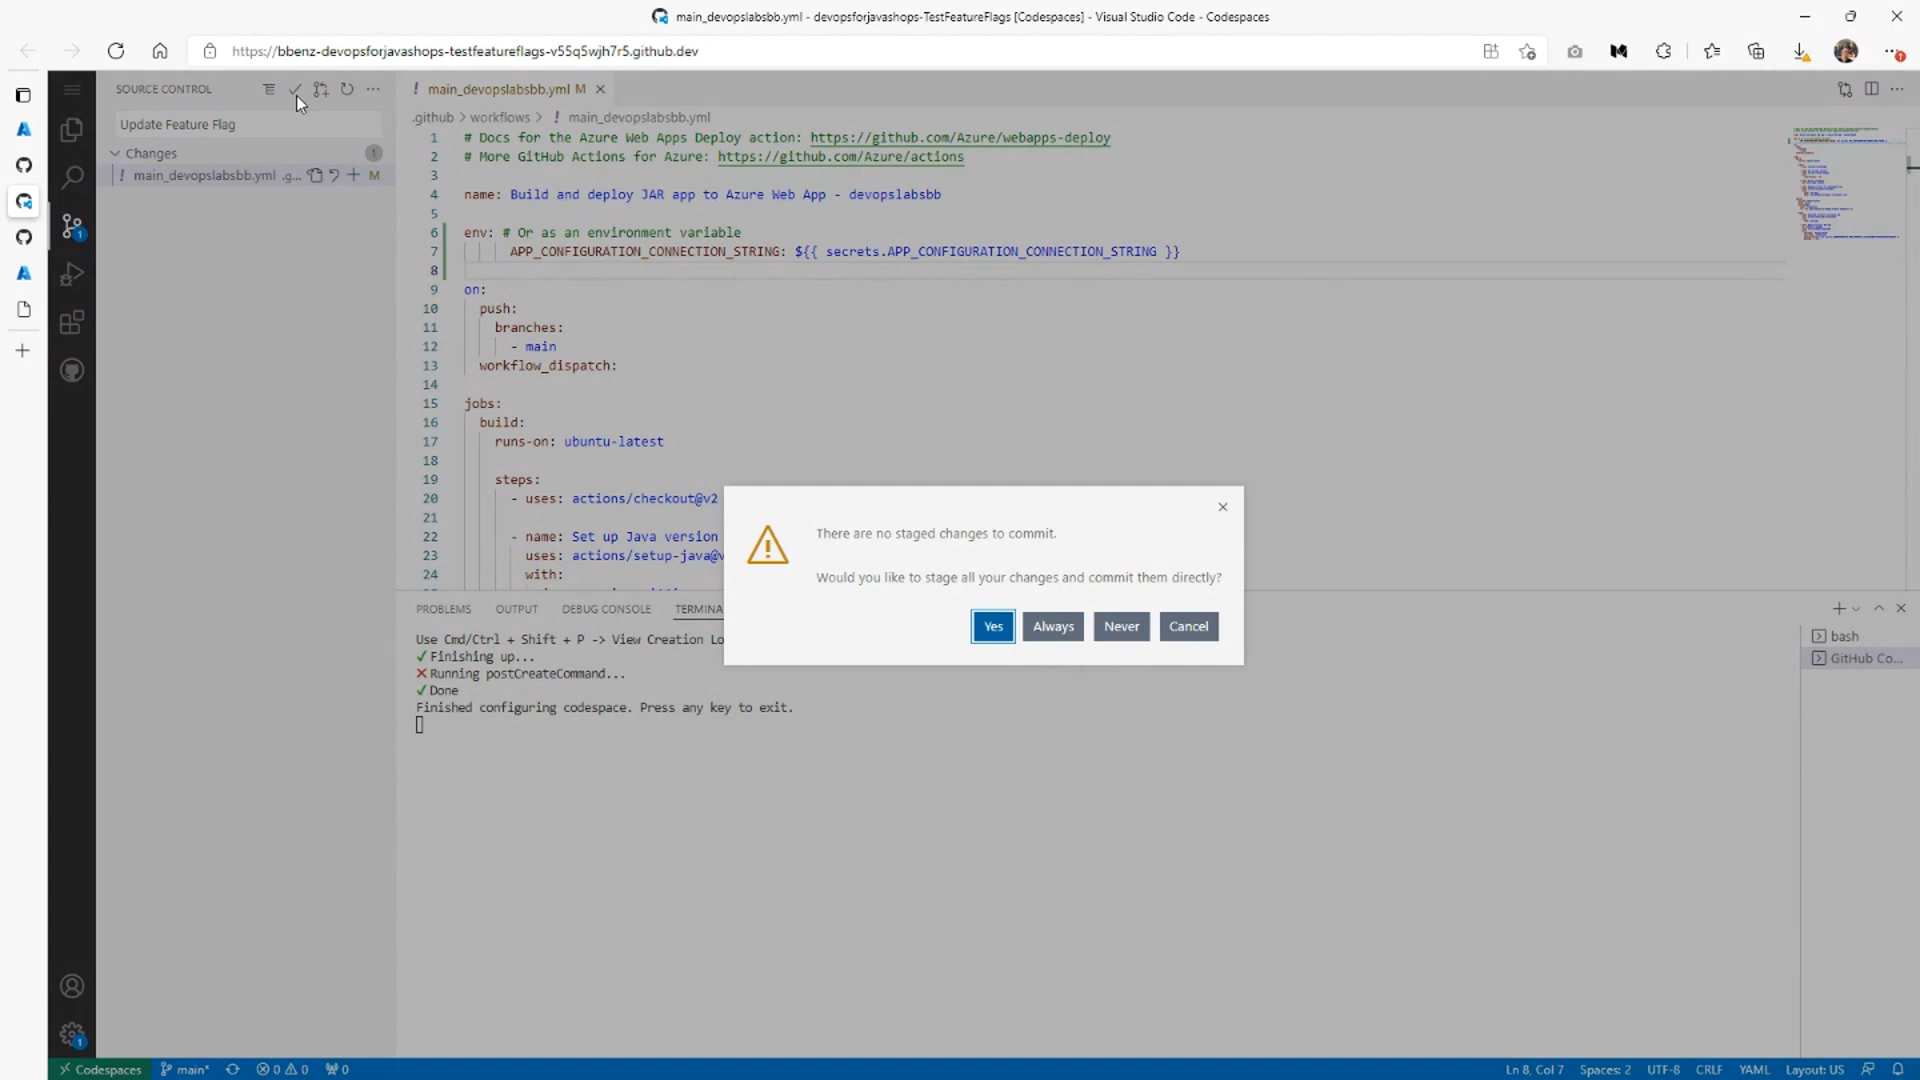 main_devopslabsbb.yml - devopsforjavashops-TestFeatureFlags [Codespaces] - Visual Studio Code - Codespaces
https://bbenz-devopsforjavashops-testfeatureflags-v55q5wjh7r5.github.dev
SOURCE CONTROL
Update Feature Flag
Changes
1
main_devopslabsbb.yml .g...
M
1
1
main_devopslabsbb.yml M
.github > workflows > ! main_devopslabsbb.yml
1 # Docs for the Azure Web Apps Deploy action: https://github.com/Azure/webapps-deploy
2 # More GitHub Actions for Azure: https://github.com/Azure/actions
3
4 name: Build and deploy JAR app to Azure Web App - devopslabsbb
5
6 env: # Or as an environment variable
7 APP_CONFIGURATION_CONNECTION_STRING: ${{ secrets.APP_CONFIGURATION_CONNECTION_STRING }}
8
9 on:
10 push:
11 branches:
12 - main
13 workflow_dispatch:
14
15 jobs:
16 build:
17 runs-on: ubuntu-latest
18
19 steps:
20 - uses: actions/checkout@v2
21
22 - name: Set up Java version
23 uses: actions/setup-java@v
24 with:
There are no staged changes to commit.
Would you like to stage all your changes and commit them directly?
Yes Always Never Cancel
PROBLEMS OUTPUT DEBUG CONSOLE TERMINA
Use Cmd/Ctrl + Shift + P -> View Creation Lo
✓Finishing up...
✕Running postCreateCommand...
✓Done
Finished configuring codespace. Press any key to exit.
bash
GitHub Co...
Codespaces main* 0 0 0 Ln 8, Col 7 Spaces: 2 UTF-8 CRLF YAML Layout: US